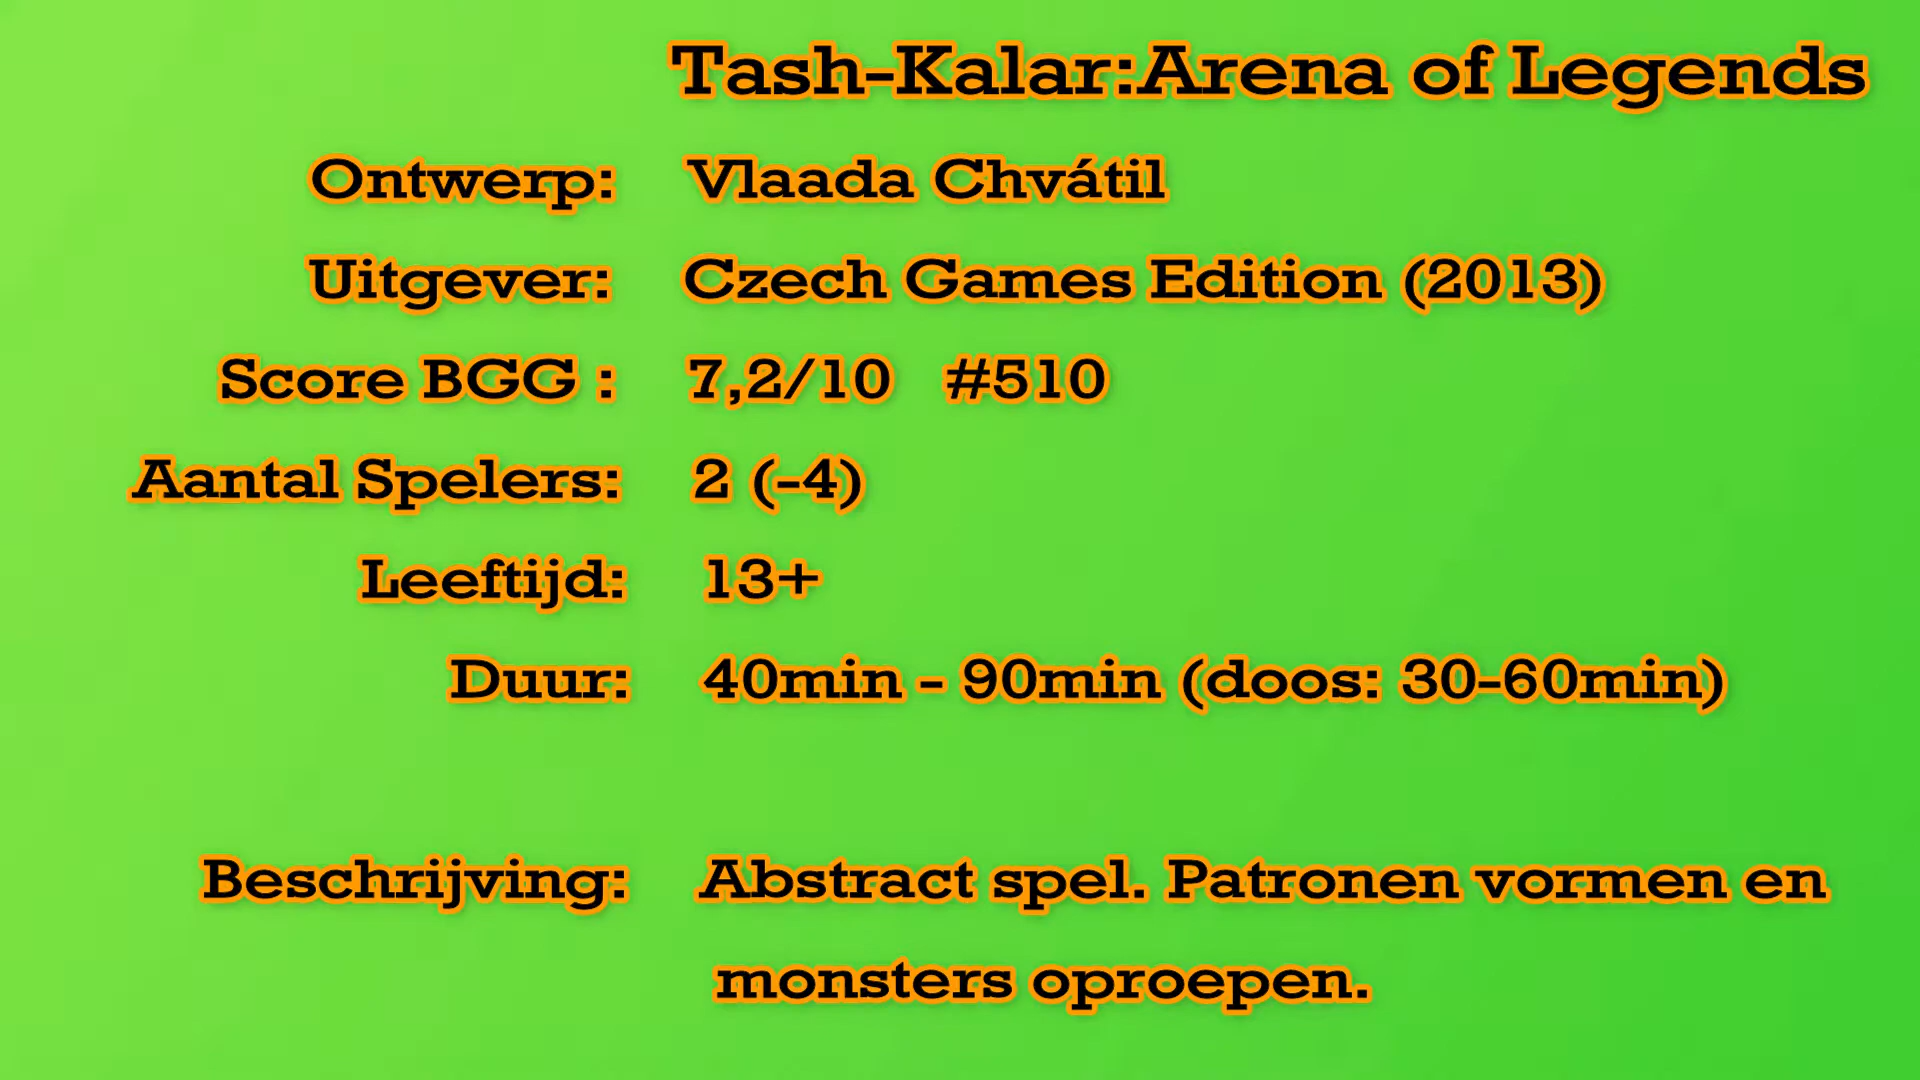 Tash-Kalar:Arena of Legends
Ontwerp: Vlaada Chvátil
Uitgever: Czech Games Edition (2013)
Score BGG : 7,2/10 #510
Aantal Spelers: 2 (-4)
Leeftijd: 13+
Duur: 40min - 90min (doos: 30-60min)
Beschrijving: Abstract spel. Patronen vormen en
monsters oproepen.